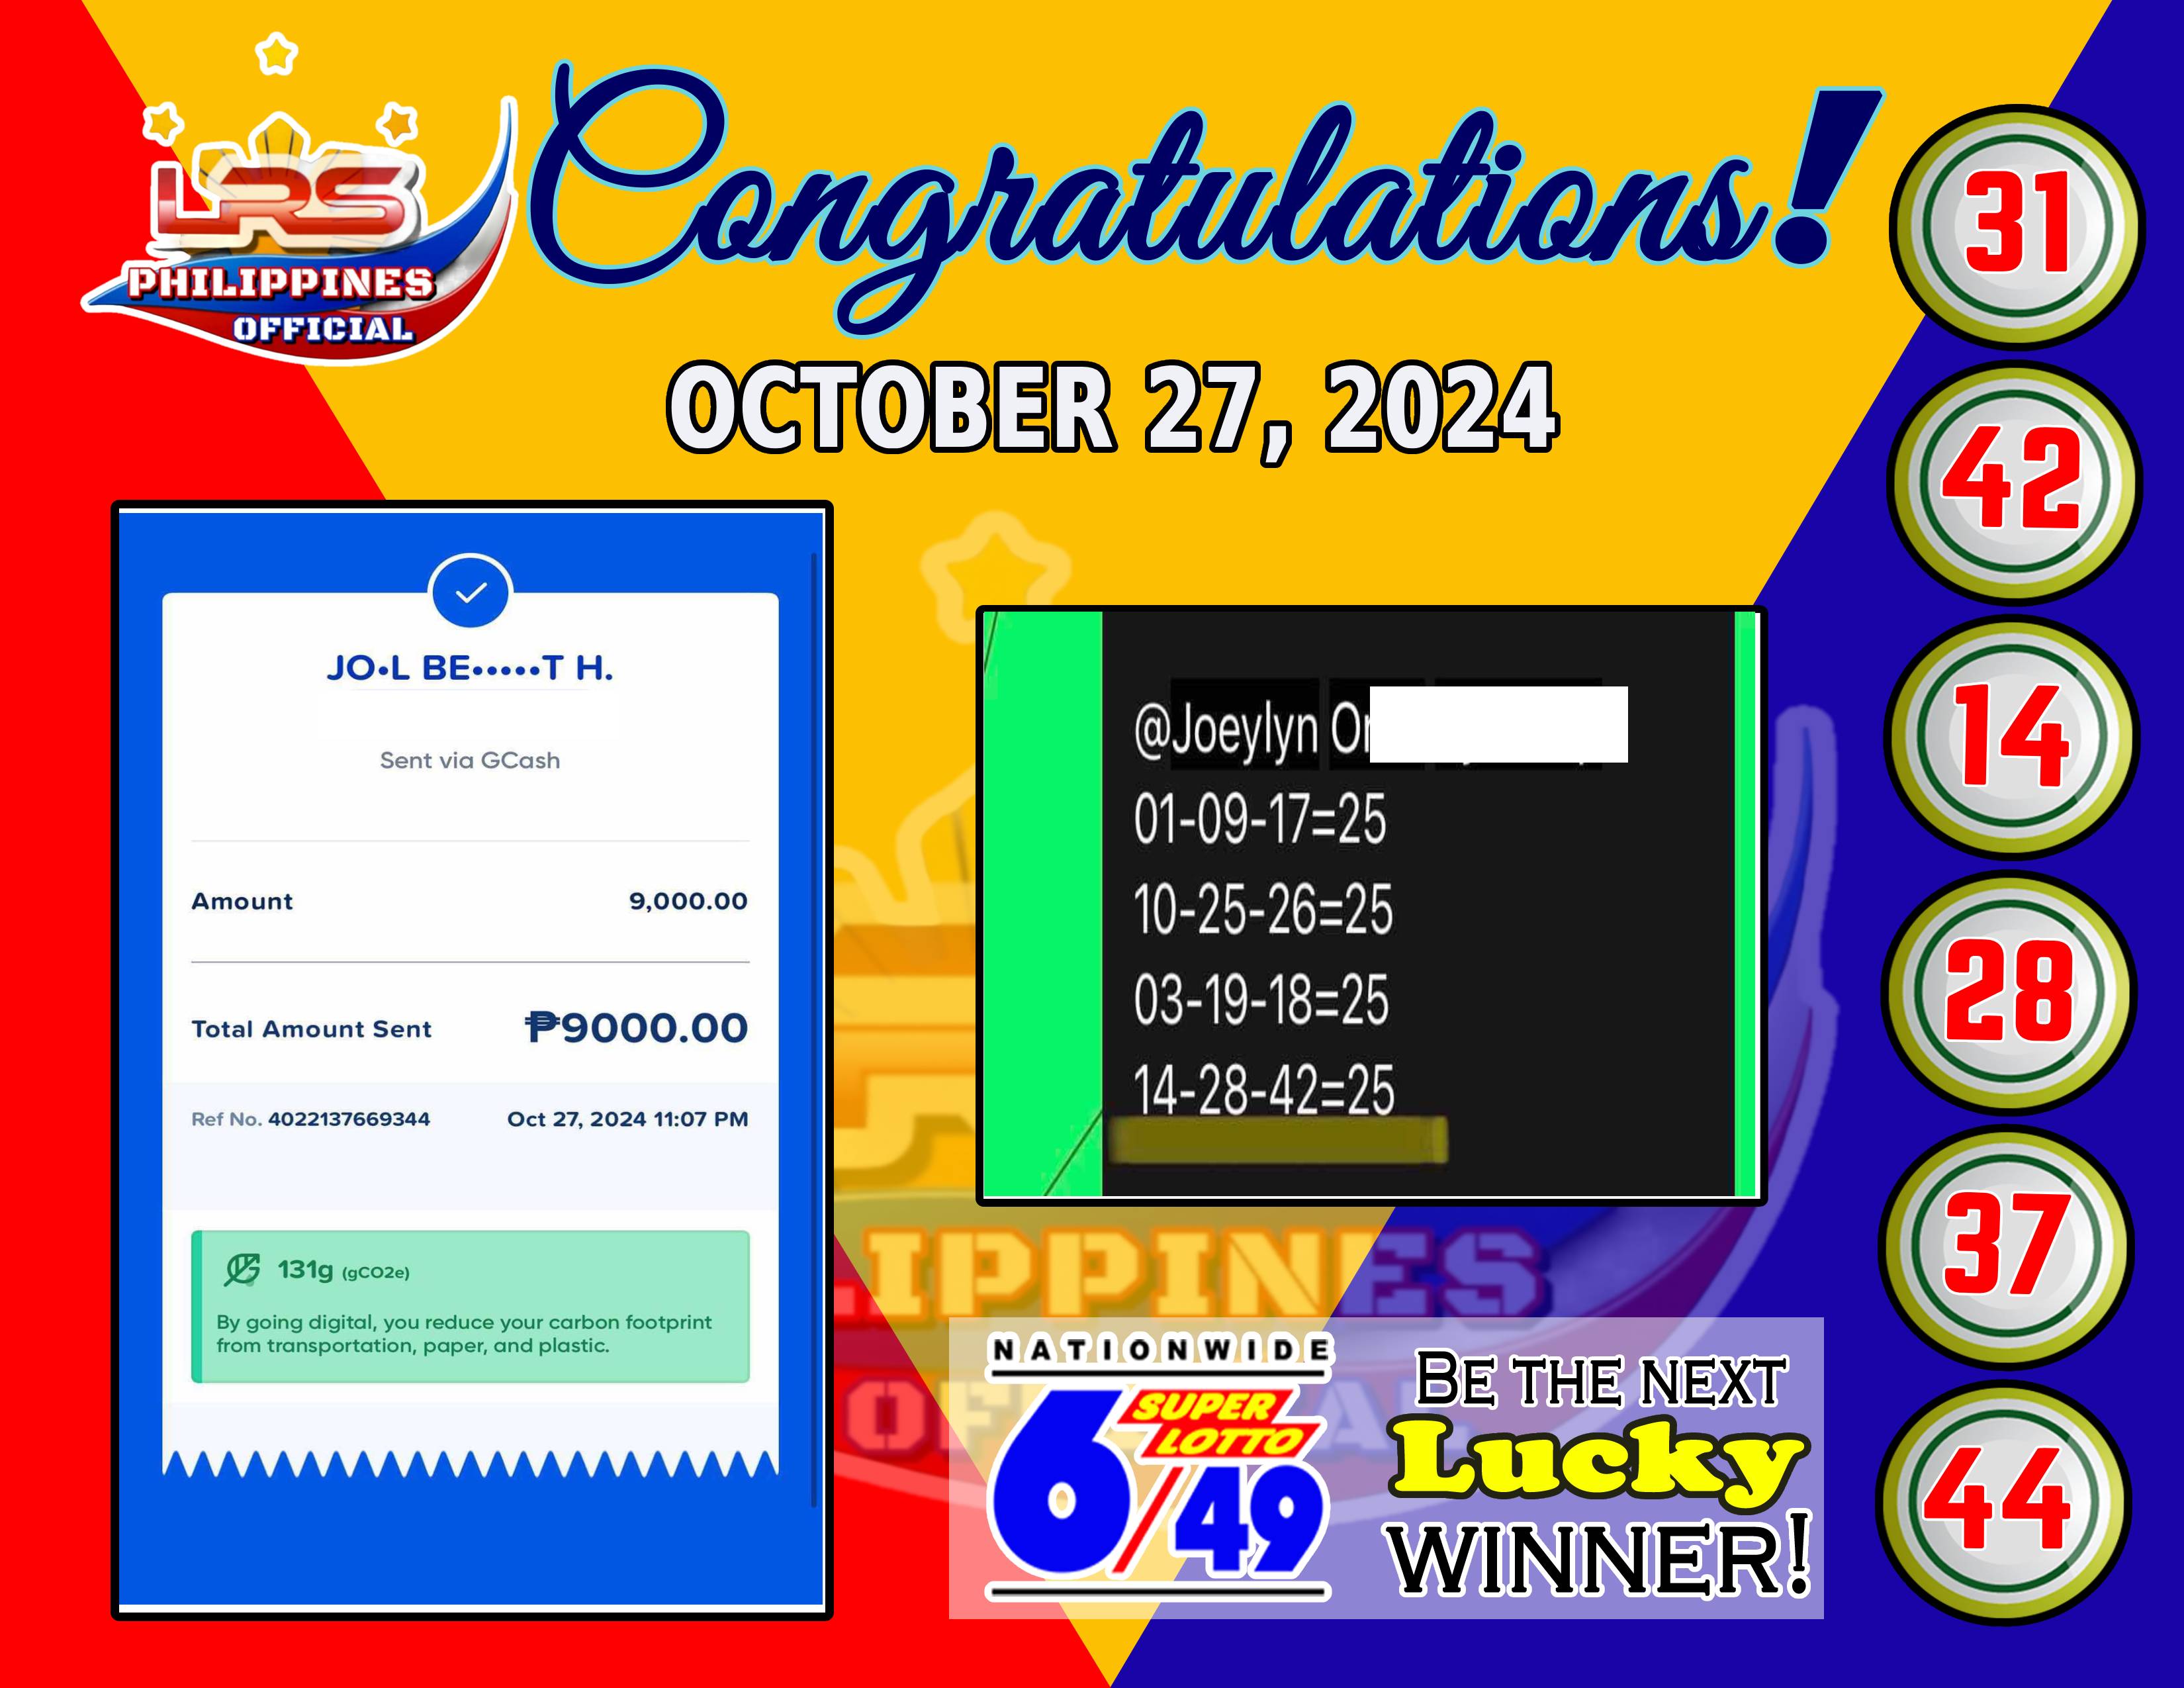 LRS
PHILIPPINES
OFFICIAL
Congratulations!
OCTOBER 27, 2024
JO•L BE•••••T H.
Sent via GCash
Amount 9,000.00
Total Amount Sent ₱9000.00
Ref No. 4022137669344 Oct 27, 2024 11:07 PM
131g (gCO2e)
By going digital, you reduce your carbon footprint
from transportation, paper, and plastic.
@Joeylyn Or
01-09-17=25
10-25-26=25
03-19-18=25
14-28-42=25
IPPINES
NATIONWIDE
SUPER
LOTTO
6/49
BE THE NEXT
Lucky
WINNER!
31
42
14
28
37
44